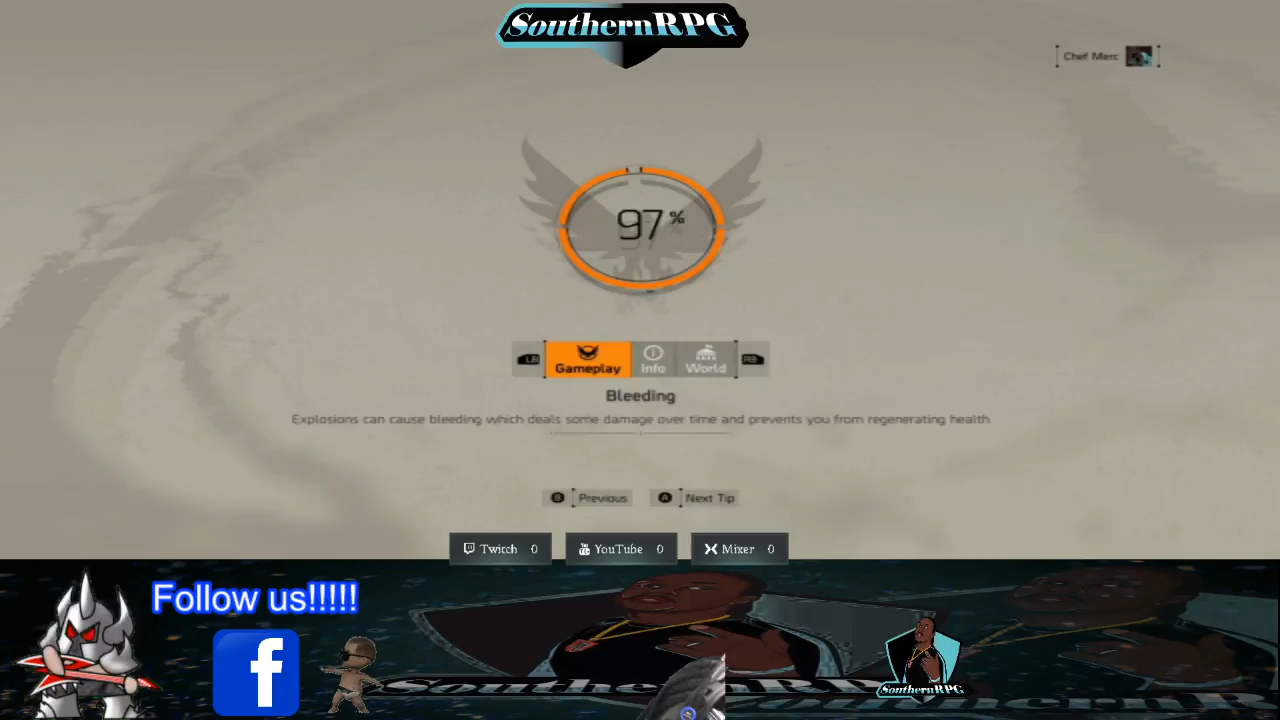 SouthernRPG
Chef Merc
97%
LB Gameplay Info World RB
Bleeding
Explosions can cause bleeding which deals some damage over time and prevents you from regenerating health
B Previous A Next Tip
Twitch 0 YouTube 0 Mixer 0
Follow us!!!!!
f
SouthernRPG
SouthernRP